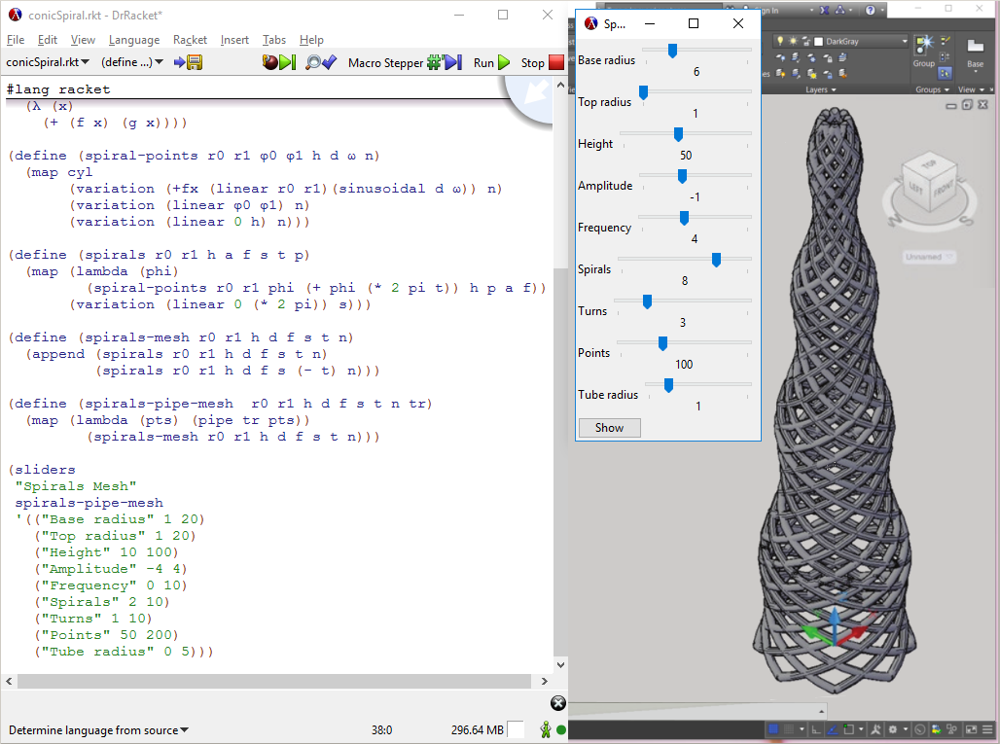 conicSpiral.rkt - DrRacket*
File Edit View Language Racket Insert Tabs Help
conicSpiral.rkt (define ...) Macro Stepper Run Stop
#lang racket
(λ (x)
(+ (f x) (g x))))
(define (spiral-points r0 r1 φ0 φ1 h d ω n)
(map cyl
(variation (+fx (linear r0 r1)(sinusoidal d ω)) n)
(variation (linear φ0 φ1) n)
(variation (linear 0 h) n)))
(define (spirals r0 r1 h a f s t p)
(map (lambda (phi)
(spiral-points r0 r1 phi (+ phi (* 2 pi t)) h p a f))
(variation (linear 0 (* 2 pi)) s)))
(define (spirals-mesh r0 r1 h d f s t n)
(append (spirals r0 r1 h d f s t n)
(spirals r0 r1 h d f s (- t) n)))
(define (spirals-pipe-mesh  r0 r1 h d f s t n tr)
(map (lambda (pts) (pipe tr pts))
(spirals-mesh r0 r1 h d f s t n)))
(sliders
"Spirals Mesh"
spirals-pipe-mesh
'(("Base radius" 1 20)
("Top radius" 1 20)
("Height" 10 100)
("Amplitude" -4 4)
("Frequency" 0 10)
("Spirals" 2 10)
("Turns" 1 10)
("Points" 50 200)
("Tube radius" 0 5)))
Determine language from source 38:0 296.64 MB
Sp...
Base radius
6
Top radius
1
Height
50
Amplitude
-1
Frequency
4
Spirals
8
Turns
3
Points
100
Tube radius
1
Show
DarkGray
Layers
Group
Groups
Base
View
TOP
LEFT FRONT
W S
Unnamed